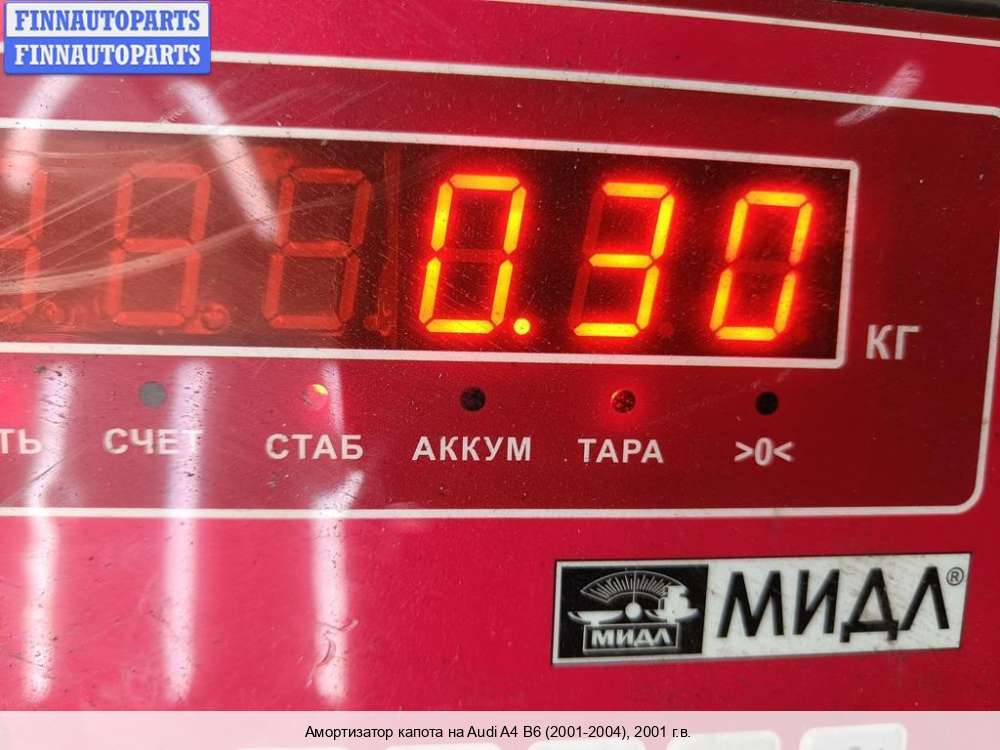 FINNAUTOPARTS
FINNAUTOPARTS
0.30
КГ
ТЬ СЧЕТ СТАБ АККУМ ТАРА >0<
МИДЛ МИДЛ®
Амортизатор капота на Audi A4 B6 (2001-2004), 2001 г.в.